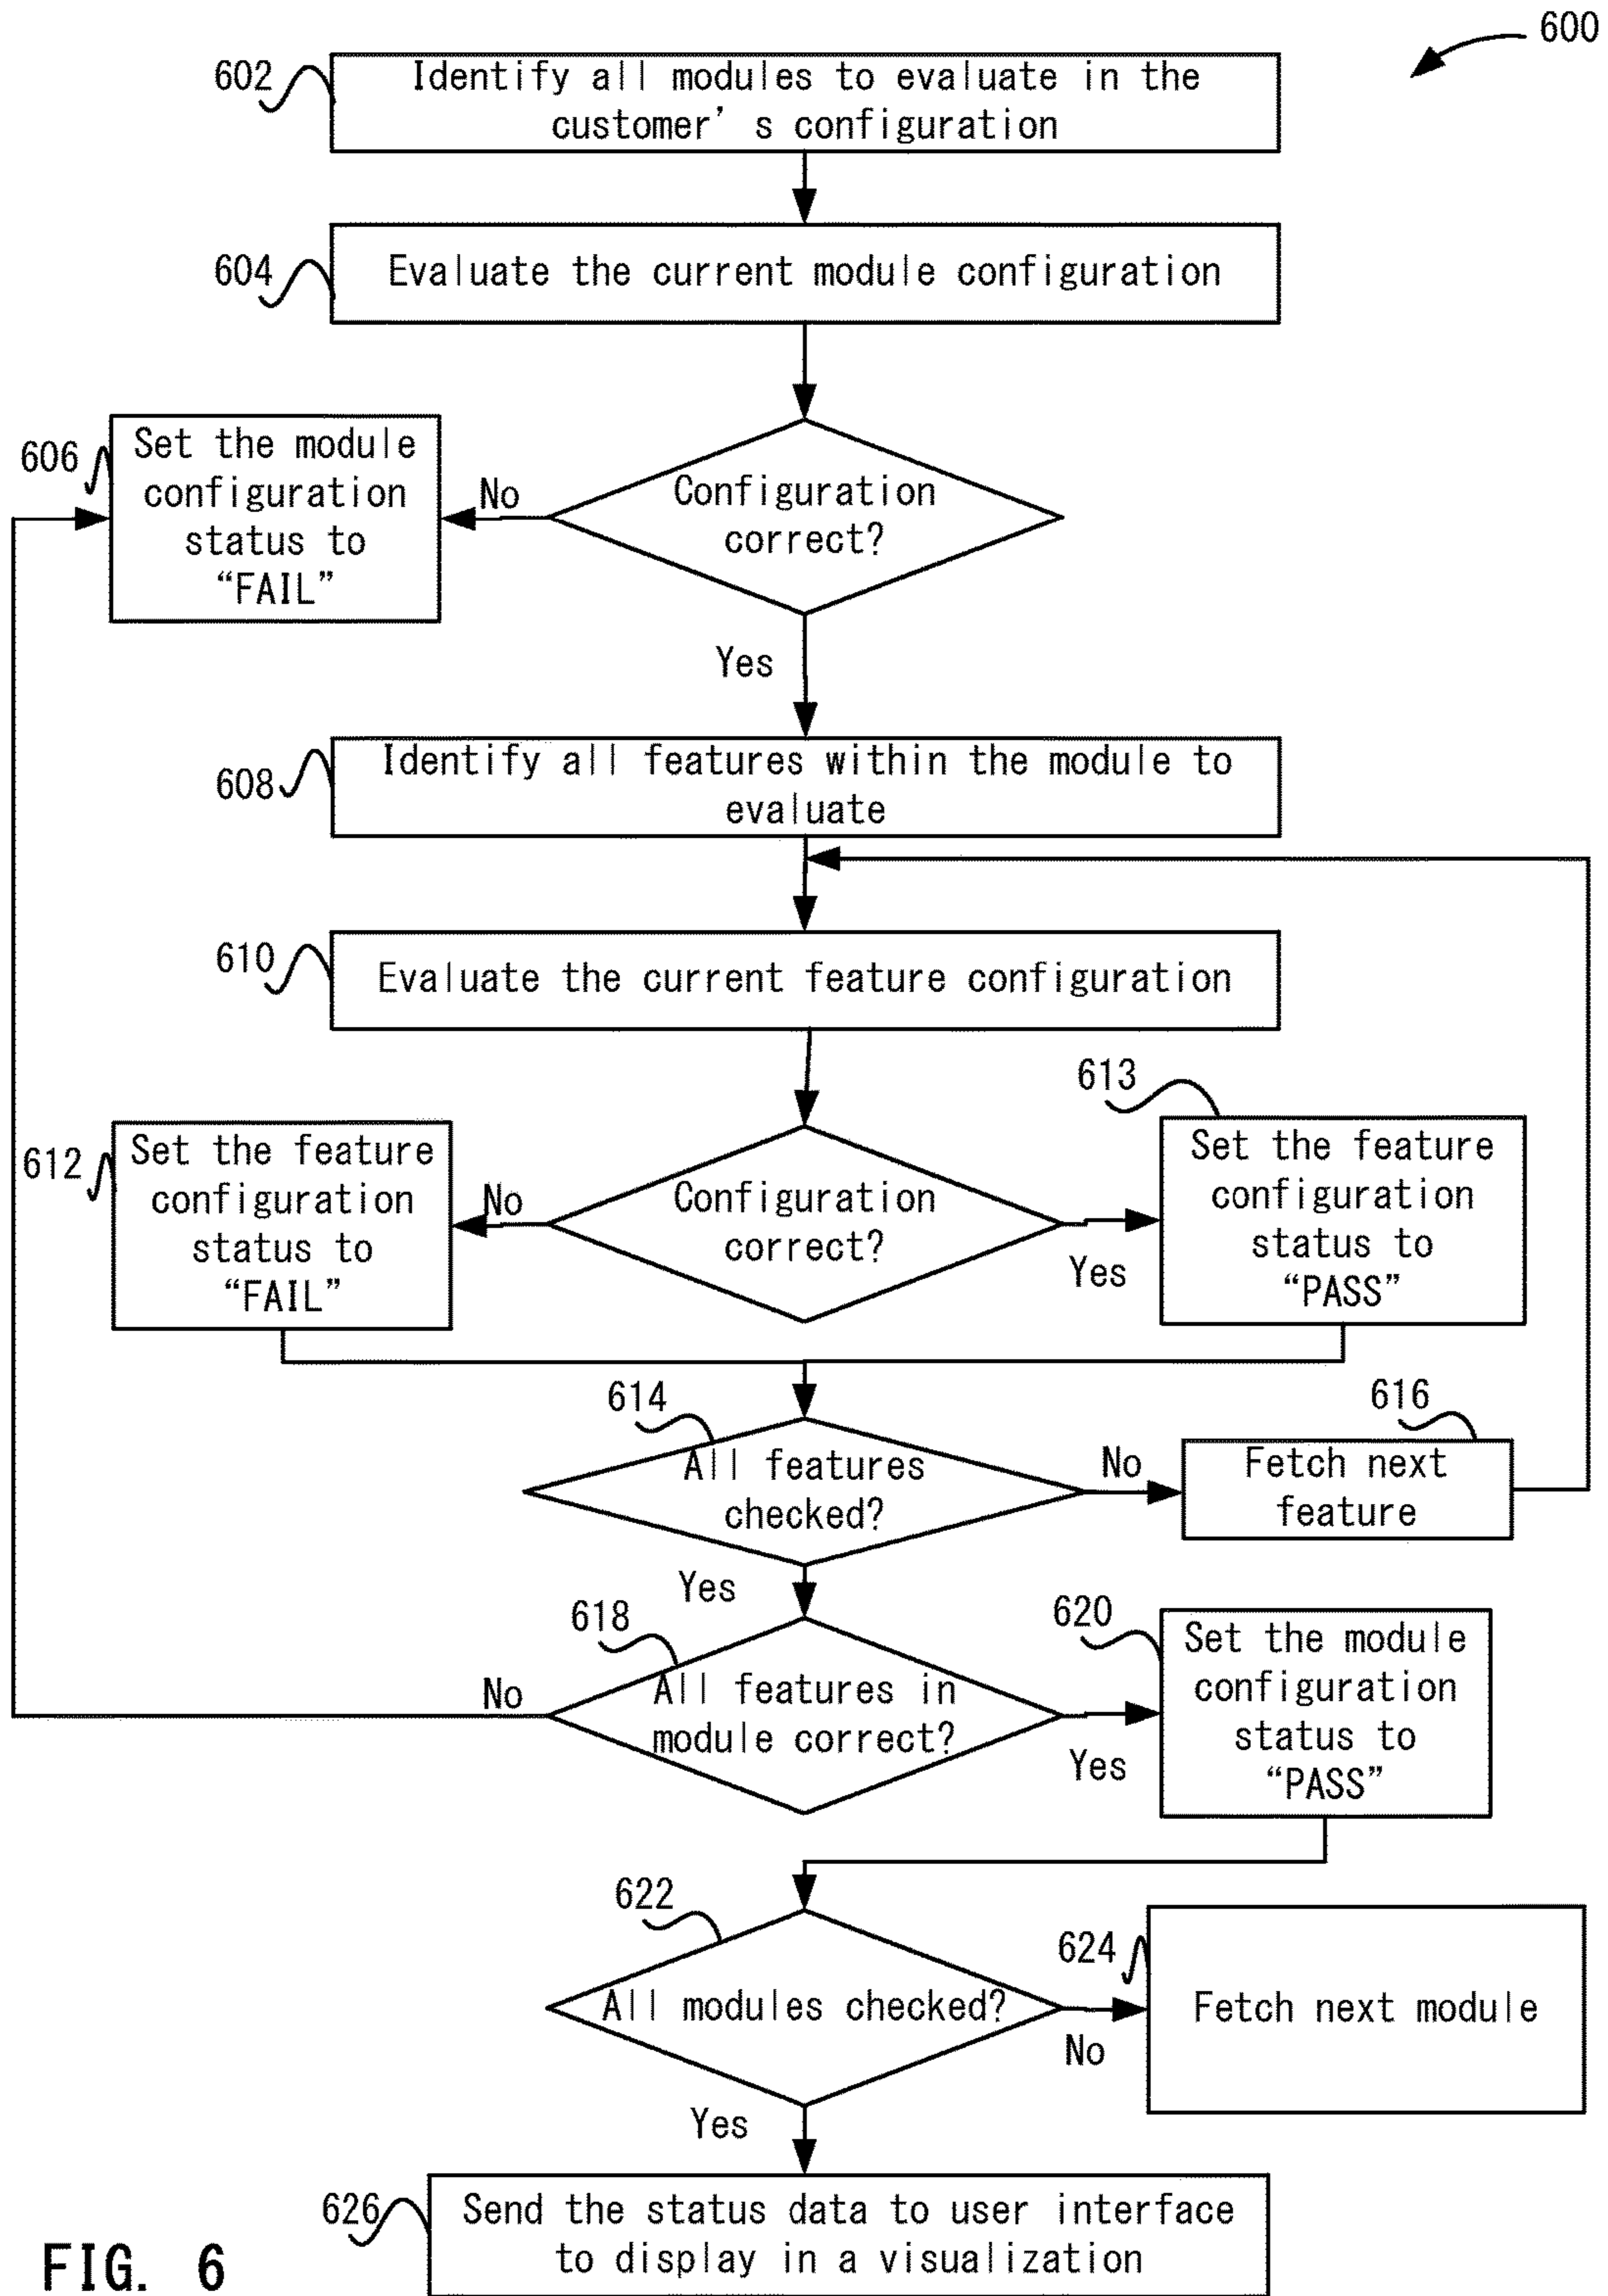 600
602
Identify all modules to evaluate in the
customer’ s configuration
604
Evaluate the current module configuration
606
Set the module
configuration
status to
“FAIL”
No
Configuration
correct?
Yes
608
Identify all features within the module to
evaluate
610
Evaluate the current feature configuration
613
612
Set the feature
configuration
status to
“FAIL”
No
Configuration
correct?
Yes
Set the feature
configuration
status to
“PASS”
614
All features
checked?
No
616
Fetch next
feature
Yes
618
All features in
module correct?
No
Yes
620
Set the module
configuration
status to
“PASS”
622
All modules checked?
No
624
Fetch next module
Yes
626
Send the status data to user interface
to display in a visualization
FIG. 6